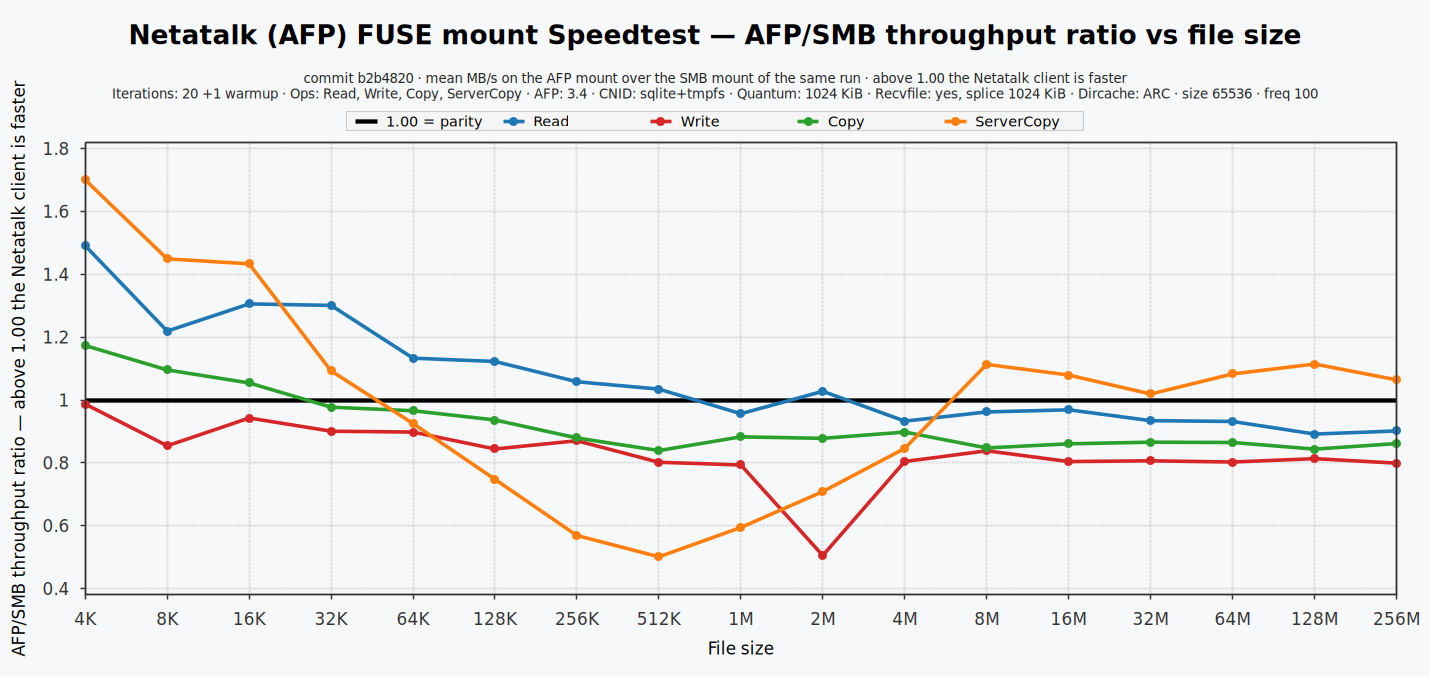 Netatalk (AFP) FUSE mount Speedtest — AFP/SMB throughput ratio vs file size
commit b2b4820 · mean MB/s on the AFP mount over the SMB mount of the same run · above 1.00 the Netatalk client is faster
Iterations: 20 +1 warmup · Ops: Read, Write, Copy, ServerCopy · AFP: 3.4 · CNID: sqlite+tmpfs · Quantum: 1024 KiB · Recvfile: yes, splice 1024 KiB · Dircache: ARC · size 65536 · freq 100
1.00 = parity Read Write Copy ServerCopy
AFP/SMB throughput ratio — above 1.00 the Netatalk client is faster
1.8
1.6
1.4
1.2
1
0.8
0.6
0.4
4K 8K 16K 32K 64K 128K 256K 512K 1M 2M 4M 8M 16M 32M 64M 128M 256M
File size